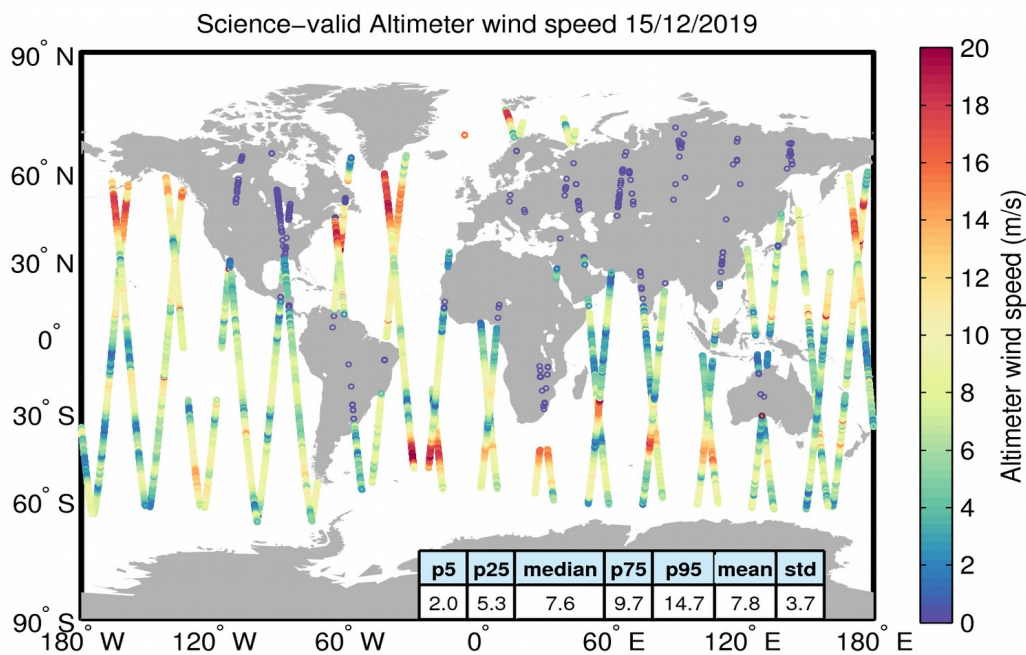 Science−valid Altimeter wind speed 15/12/2019
90° N
60° N
30° N
0°
30° S
60° S
90° S
180° W
120° W
60° W
0°
60° E
120° E
180° E
p5 p25 median p75 p95 mean std
2.0 5.3 7.6 9.7 14.7 7.8 3.7
20
18
16
14
12
10
8
6
4
2
0
Altimeter wind speed (m/s)